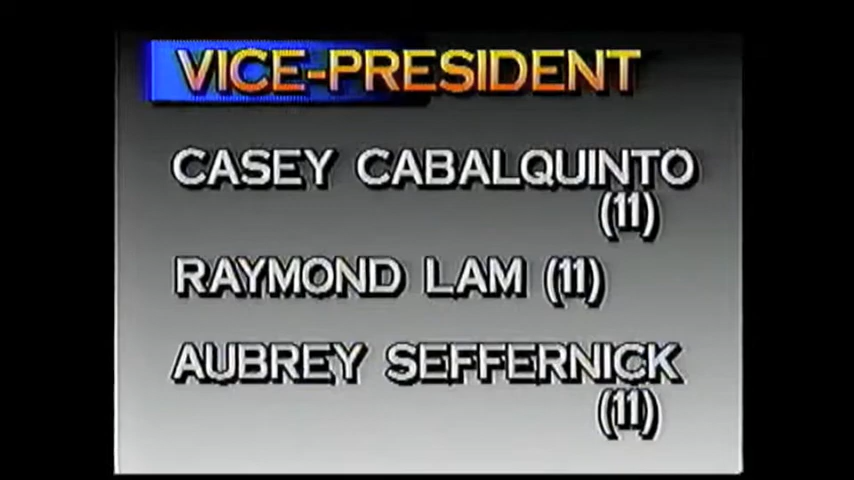 VICE-PRESIDENT
CASEY CABALQUINTO
(11)
RAYMOND LAM (11)
AUBREY SEFFERNICK
(11)